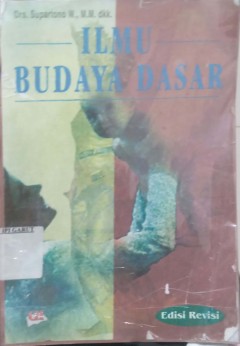 Drs. Supartono W., M.M. dkk.
ILMU
BUDAYA DASAR
Edisi Revisi